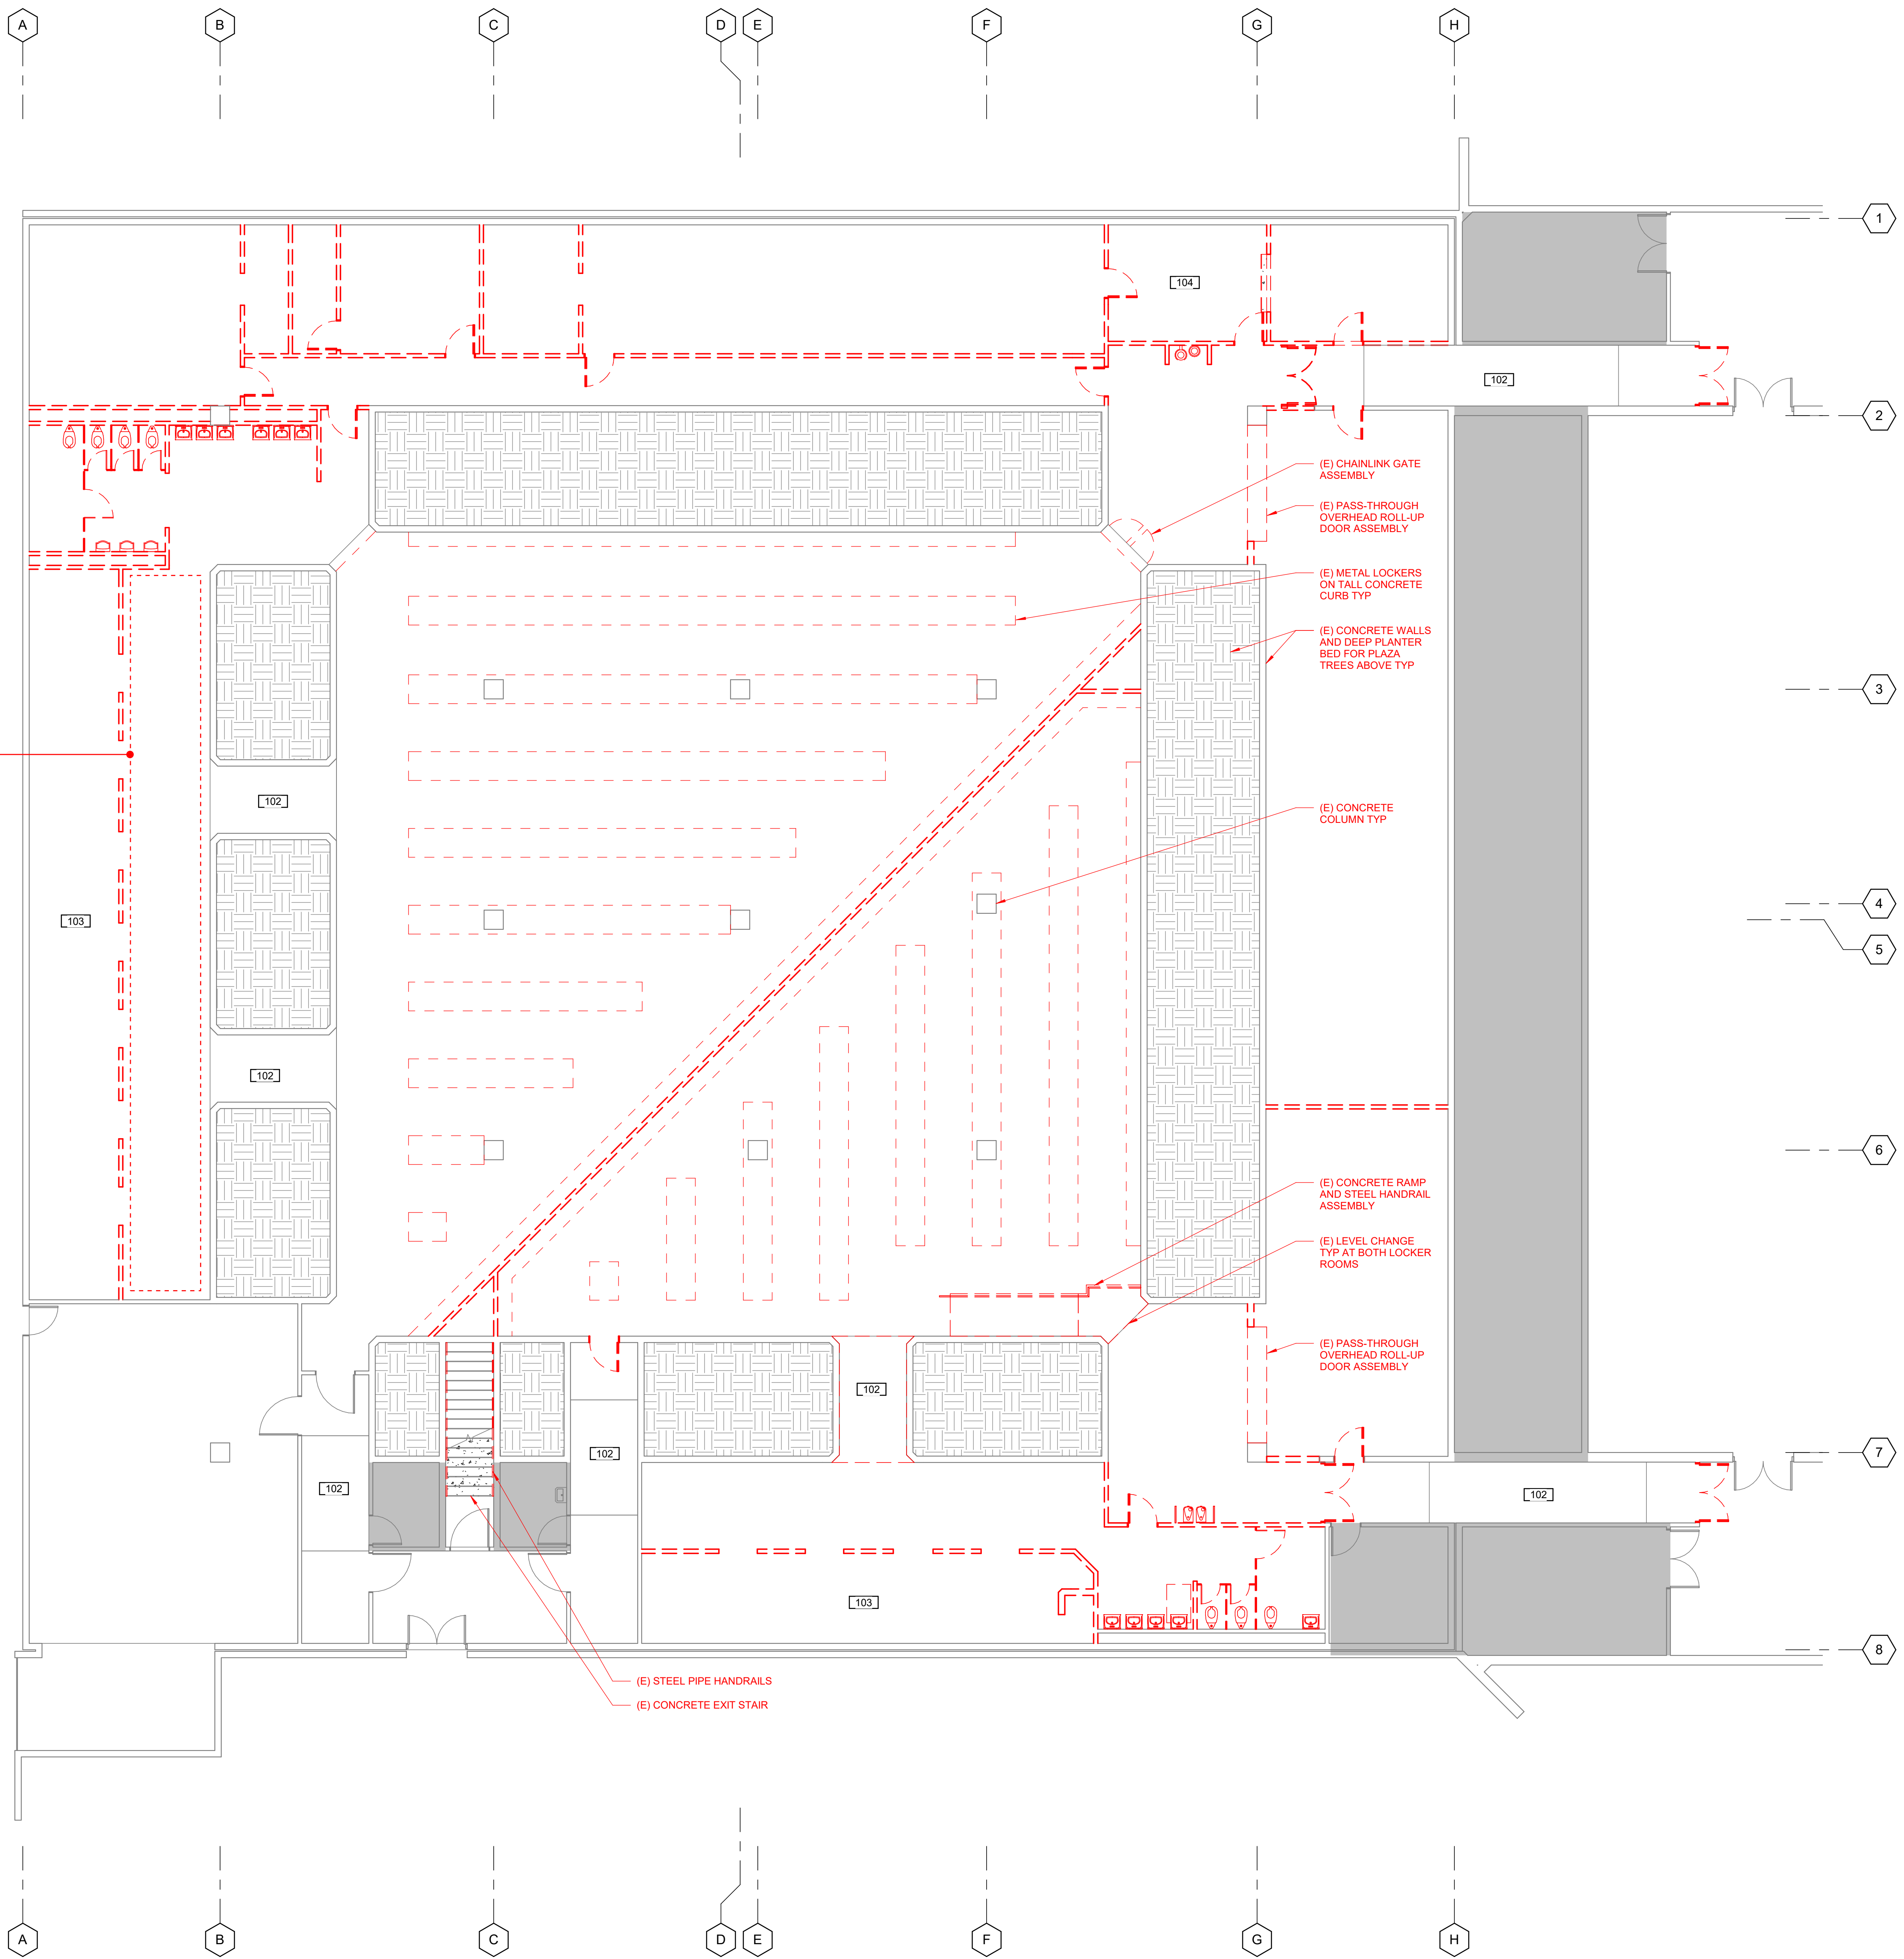 A
B
C
D
E
F
G
H
1
104
102
2
(E) CHAINLINK GATE
ASSEMBLY
(E) PASS-THROUGH
OVERHEAD ROLL-UP
DOOR ASSEMBLY
(E) METAL LOCKERS
ON TALL CONCRETE
CURB TYP
(E) CONCRETE WALLS
AND DEEP PLANTER
BED FOR PLAZA
TREES ABOVE TYP
3
102
(E) CONCRETE
COLUMN TYP
4
103
5
102
6
(E) CONCRETE RAMP
AND STEEL HANDRAIL
ASSEMBLY
(E) LEVEL CHANGE
TYP AT BOTH LOCKER
ROOMS
(E) PASS-THROUGH
OVERHEAD ROLL-UP
DOOR ASSEMBLY
102
102
7
102
102
103
8
(E) STEEL PIPE HANDRAILS
(E) CONCRETE EXIT STAIR
A
B
C
D
E
F
G
H